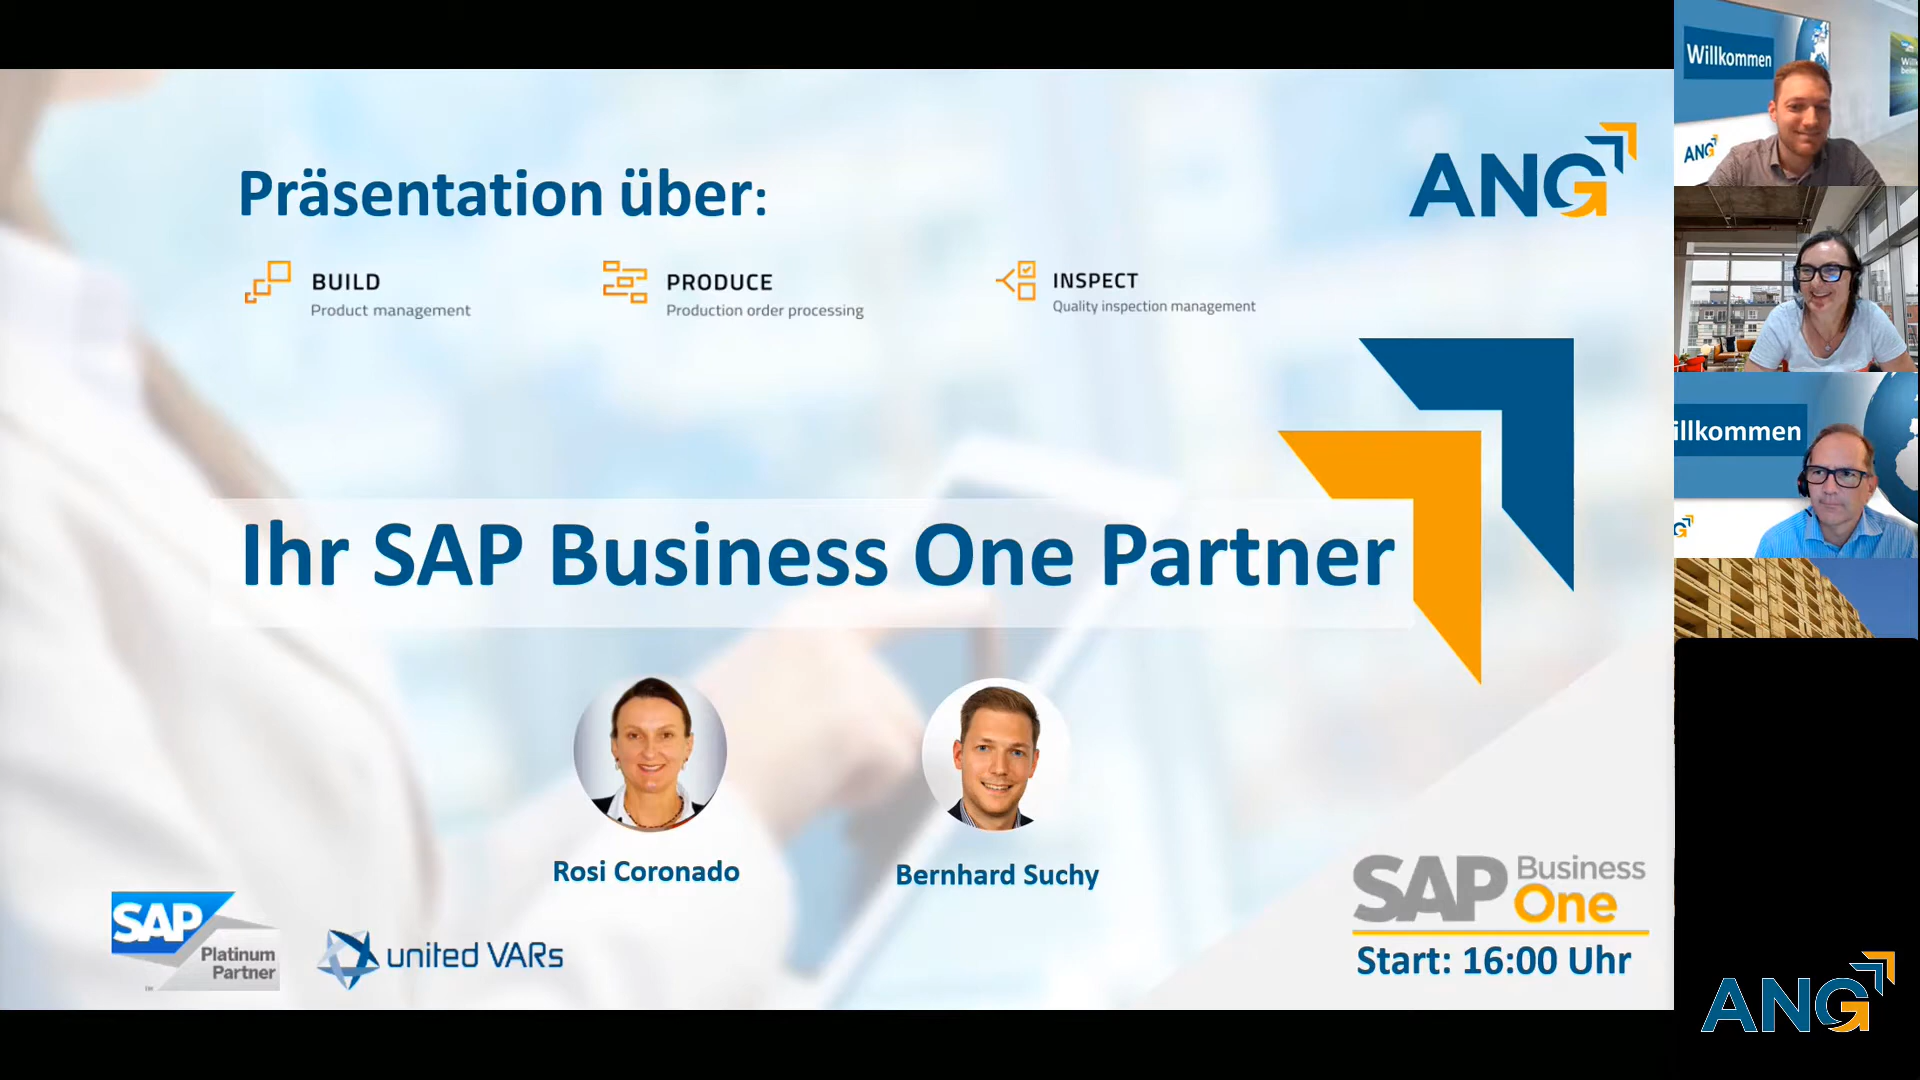 Präsentation über:
ANG
BUILD
Product management
PRODUCE
Production order processing
INSPECT
Quality inspection management
Ihr SAP Business One Partner
Rosi Coronado
Bernhard Suchy
SAP
Platinum
Partner
united VARs
SAP Business
One
Start: 16:00 Uhr
Willkommen
ANG
illkommen
ANG